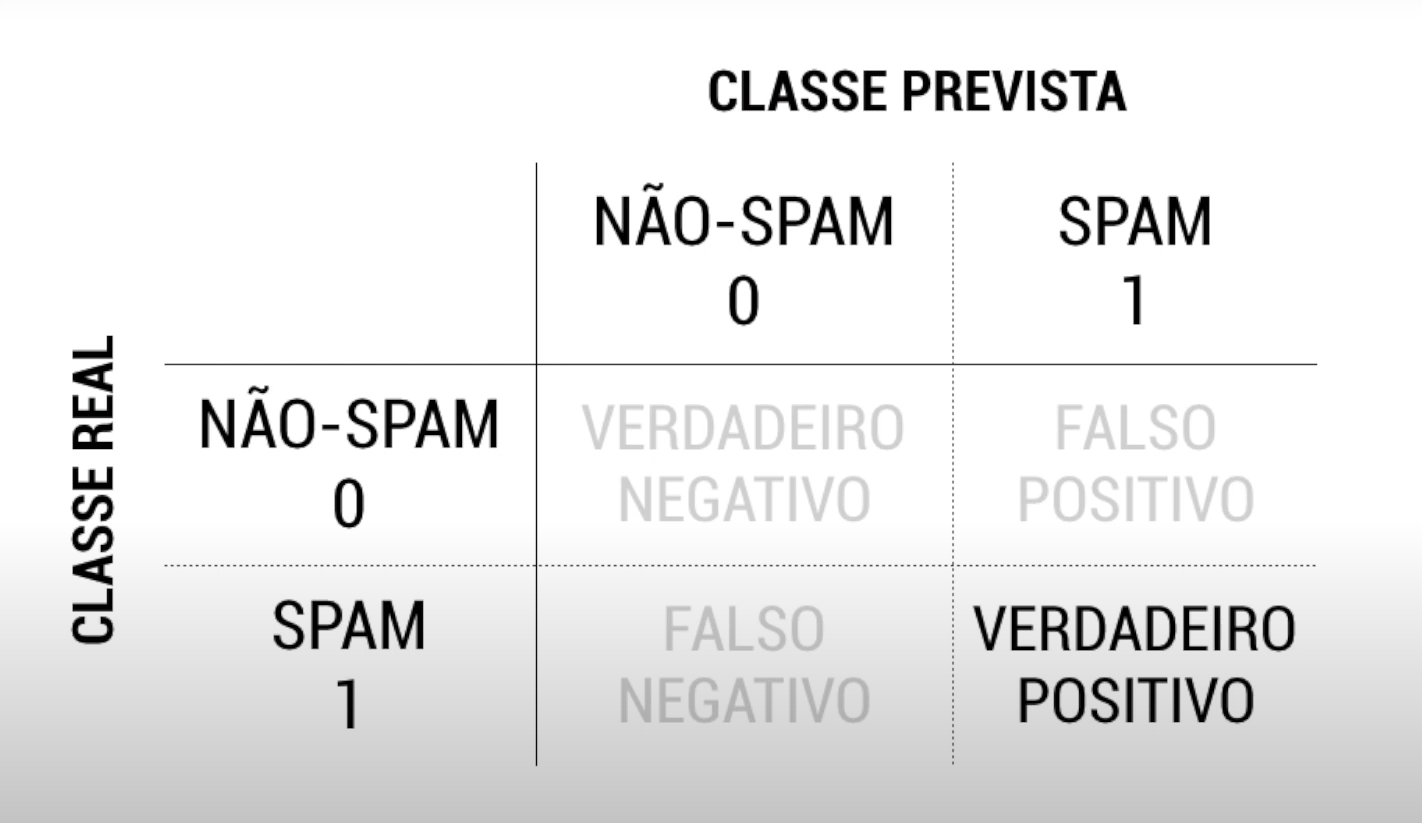 CLASSE PREVISTA
NÃO-SPAM
0
SPAM
1
CLASSE REAL
NÃO-SPAM
0
VERDADEIRO
NEGATIVO
FALSO
POSITIVO
SPAM
1
FALSO
NEGATIVO
VERDADEIRO
POSITIVO